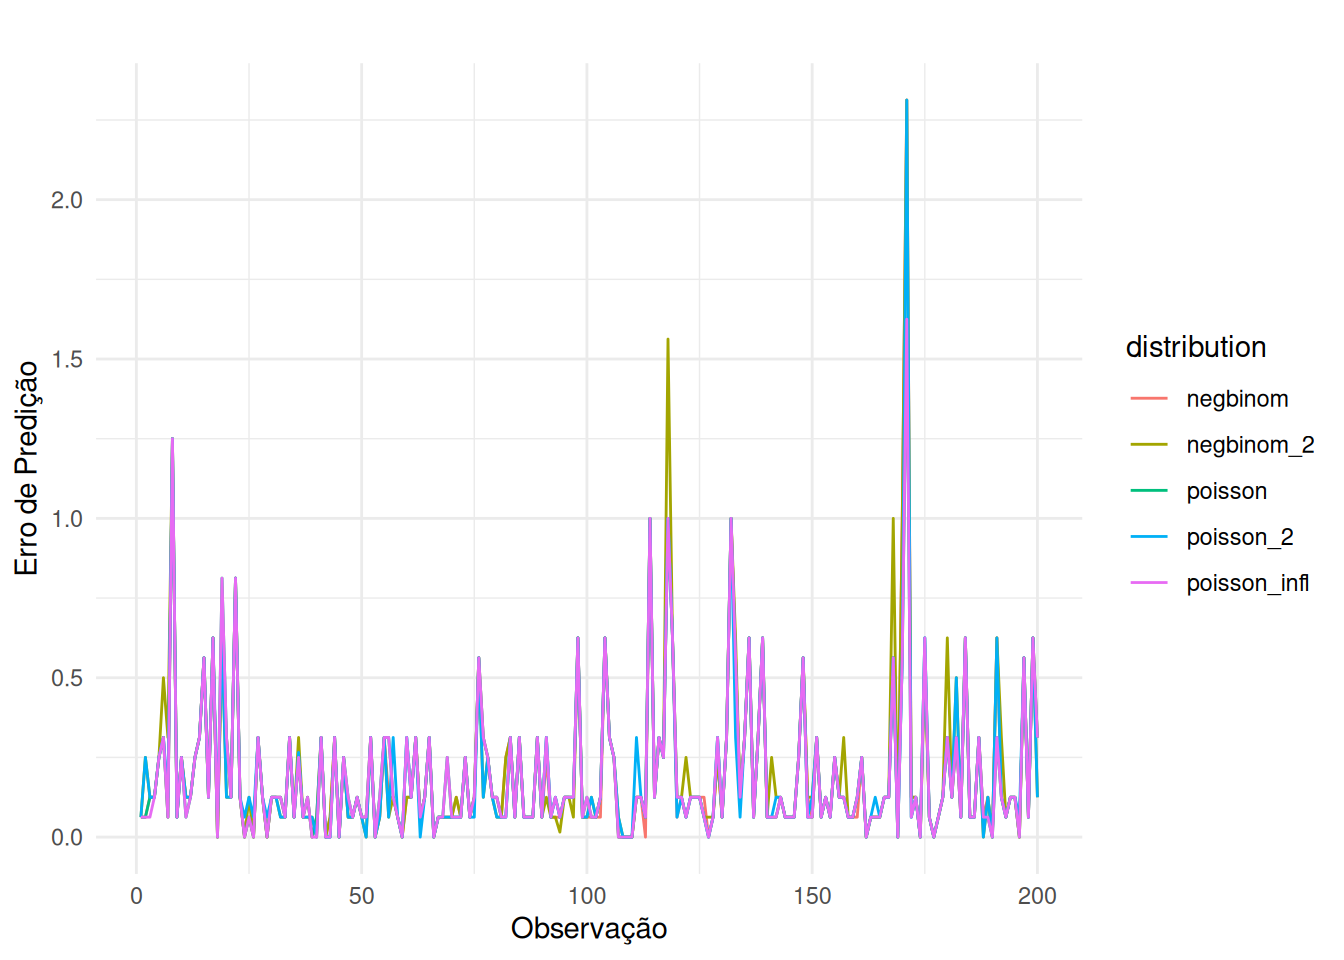 2.0
1.5
1.0
0.5
0.0
Erro de Predição
0
50
100
150
200
Observação
distribution
negbinom
negbinom_2
poisson
poisson_2
poisson_infl